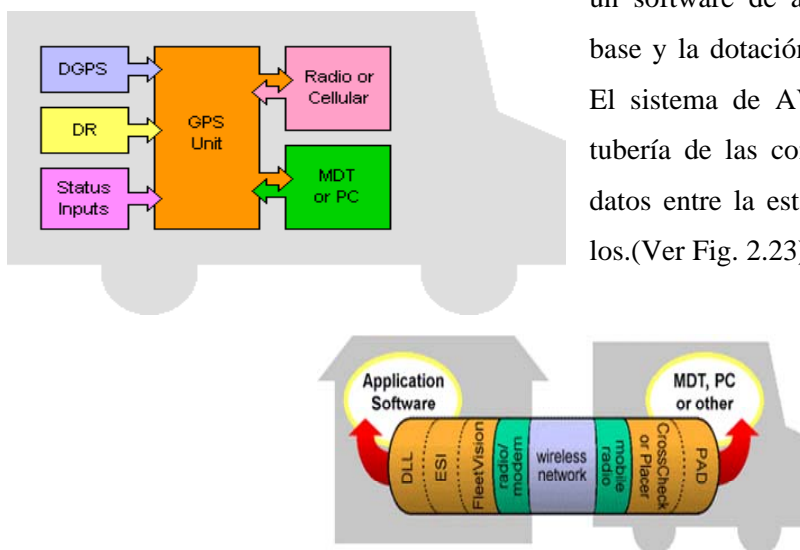 un software de a
base y la dotación
El sistema de AV
tubería de las con
datos entre la est
los.(Ver Fig. 2.23)
DGPS
DR
Status
Inputs
GPS
Unit
Radio or
Cellular
MDT
or PC
Application
Software
MDT, PC
or other
DLL
ESI
FleetVision
radio/
modem
wireless
network
mobile
radio
CrossCheck
or Placer
PAD